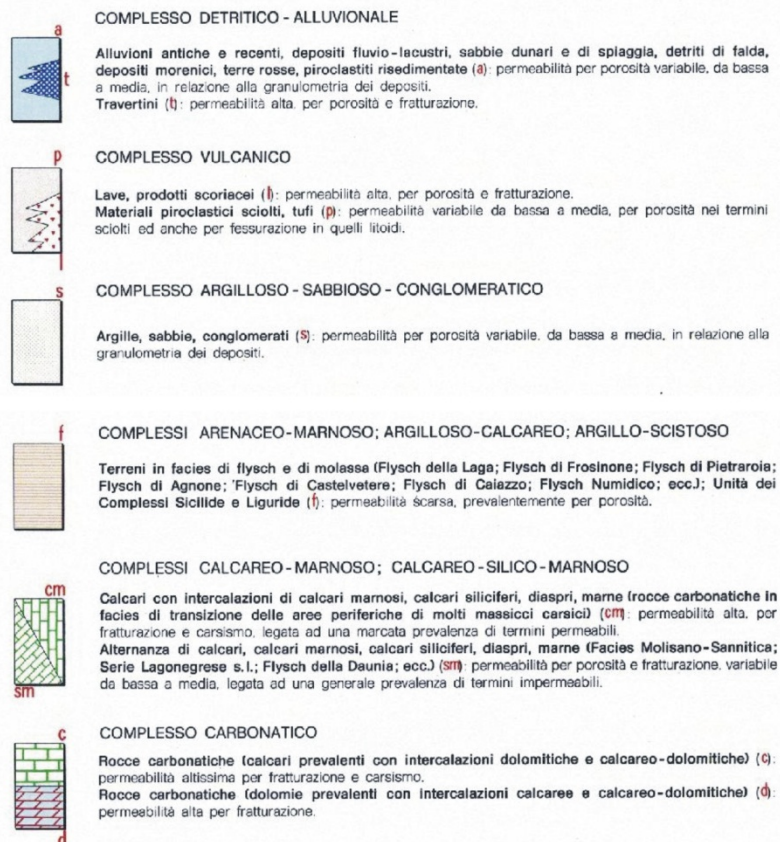 COMPLESSO DETRITICO - ALLUVIONALE
a
t
Alluvioni antiche e recenti, depositi fluvio-lacustri, sabbie dunari e di spiaggia, detriti di falda,
depositi morenici, terre rosse, piroclastiti risedimentate (a): permeabilità per porosità variabile, da bassa
a media, in relazione alla granulometria dei depositi.
Travertini (t): permeabilità alta, per porosità e fratturazione.
p
l
COMPLESSO VULCANICO
Lave, prodotti scoriacei (l): permeabilità alta, per porosità e fratturazione.
Materiali piroclastici sciolti, tufi (p): permeabilità variabile da bassa a media, per porosità nei termini
sciolti ed anche per fessurazione in quelli litoidi.
s
COMPLESSO ARGILLOSO - SABBIOSO - CONGLOMERATICO
Argille, sabbie, conglomerati (s): permeabilità per porosità variabile, da bassa a media, in relazione alla
granulometria dei depositi.
f
COMPLESSI ARENACEO-MARNOSO; ARGILLOSO-CALCAREO; ARGILLO-SCISTOSO
Terreni in facies di flysch e di molassa (Flysch della Laga; Flysch di Frosinone; Flysch di Pietraroia;
Flysch di Agnone; Flysch di Castelvetere; Flysch di Caiazzo; Flysch Numidico; ecc.); Unità dei
Complessi Sicilide e Liguride (f): permeabilità scarsa, prevalentemente per porosità.
cm
sm
COMPLESSI CALCAREO-MARNOSO; CALCAREO-SILICO-MARNOSO
Calcari con intercalazioni di calcari marnosi, calcari siliciferi, diaspri, marne (rocce carbonatiche in
facies di transizione delle aree periferiche di molti massicci carsici) (cm): permeabilità alta, per
fratturazione e carsismo, legata ad una marcata prevalenza di termini permeabili.
Alternanza di calcari, calcari marnosi, calcari siliciferi, diaspri, marne (Facies Molisano-Sannitica;
Serie Lagonegrese s.l.; Flysch della Daunia; ecc.) (sm): permeabilità per porosità e fratturazione, variabile
da bassa a media, legata ad una generale prevalenza di termini impermeabili.
c
d
COMPLESSO CARBONATICO
Rocce carbonatiche (calcari prevalenti con intercalazioni dolomitiche e calcareo-dolomitiche) (c):
permeabilità altissima per fratturazione e carsismo.
Rocce carbonatiche (dolomie prevalenti con intercalazioni calcaree e calcareo-dolomitiche) (d):
permeabilità alta per fratturazione.